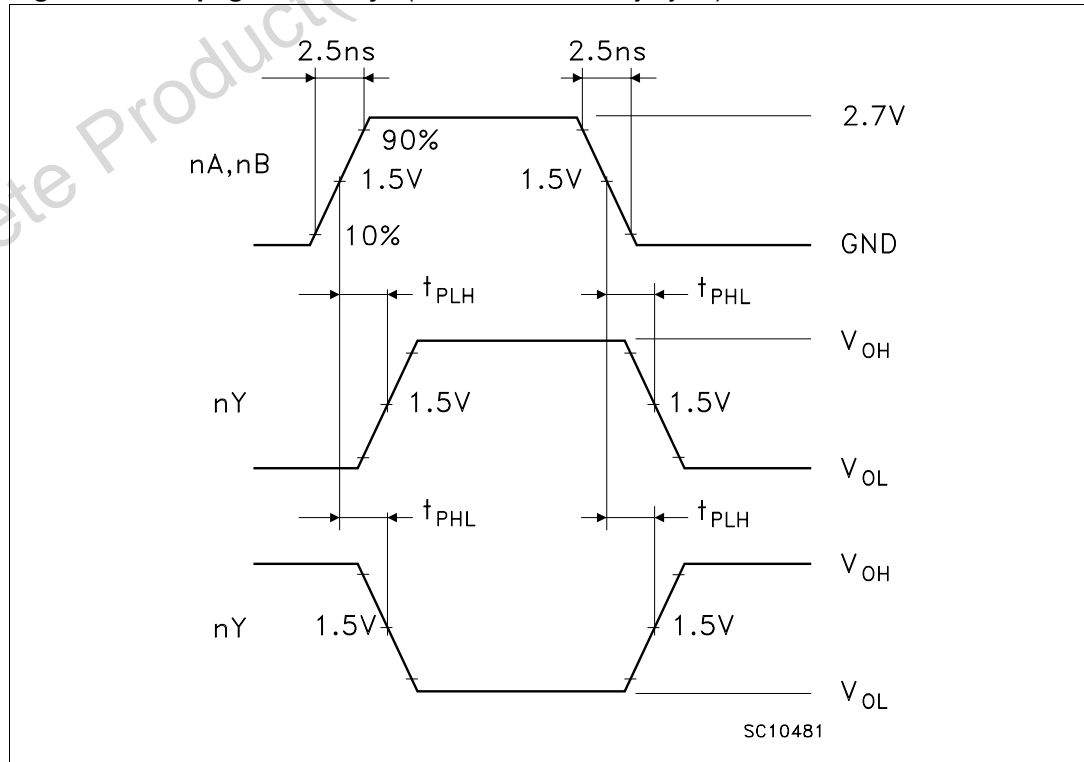 2.5ns 2.5ns
2.7V
90%
nA,nB 1.5V 1.5V
10% GND
tPLH tPHL
VOH
nY 1.5V 1.5V
VOL
tPHL tPLH
VOH
nY 1.5V 1.5V
VOL
SC10481